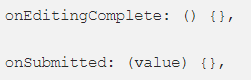 onEditingComplete: () {},
onSubmitted: (value) {},